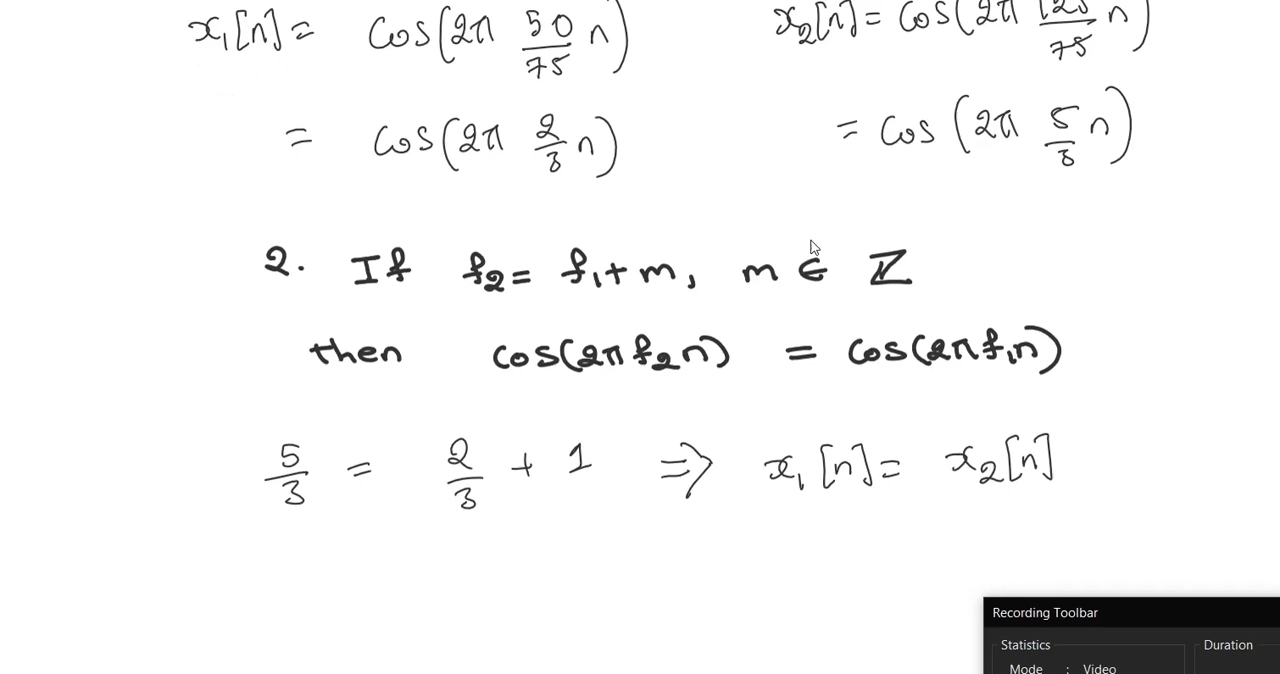 x₁[n] = cos(2π 50/75 n) x₂[n] = cos(2π 125/75 n)
= cos(2π 2/3 n) = cos(2π 5/3 n)
2. If f₂ = f₁ + m, m ∈ ℤ
then cos(2πf₂n) = cos(2πf₁n)
5/3 = 2/3 + 1 ⇒ x₁[n] = x₂[n]
Recording Toolbar
Statistics Duration
Mode : Video